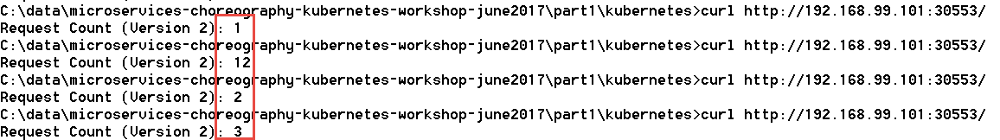 C:\data\microservices-choreography-kubernetes-workshop-june2017\part1\kubernetes>curl http://192.168.99.101:30553/
Request Count (Version 2): 1
C:\data\microservices-choreography-kubernetes-workshop-june2017\part1\kubernetes>curl http://192.168.99.101:30553/
Request Count (Version 2): 12
C:\data\microservices-choreography-kubernetes-workshop-june2017\part1\kubernetes>curl http://192.168.99.101:30553/
Request Count (Version 2): 2
C:\data\microservices-choreography-kubernetes-workshop-june2017\part1\kubernetes>curl http://192.168.99.101:30553/
Request Count (Version 2): 3